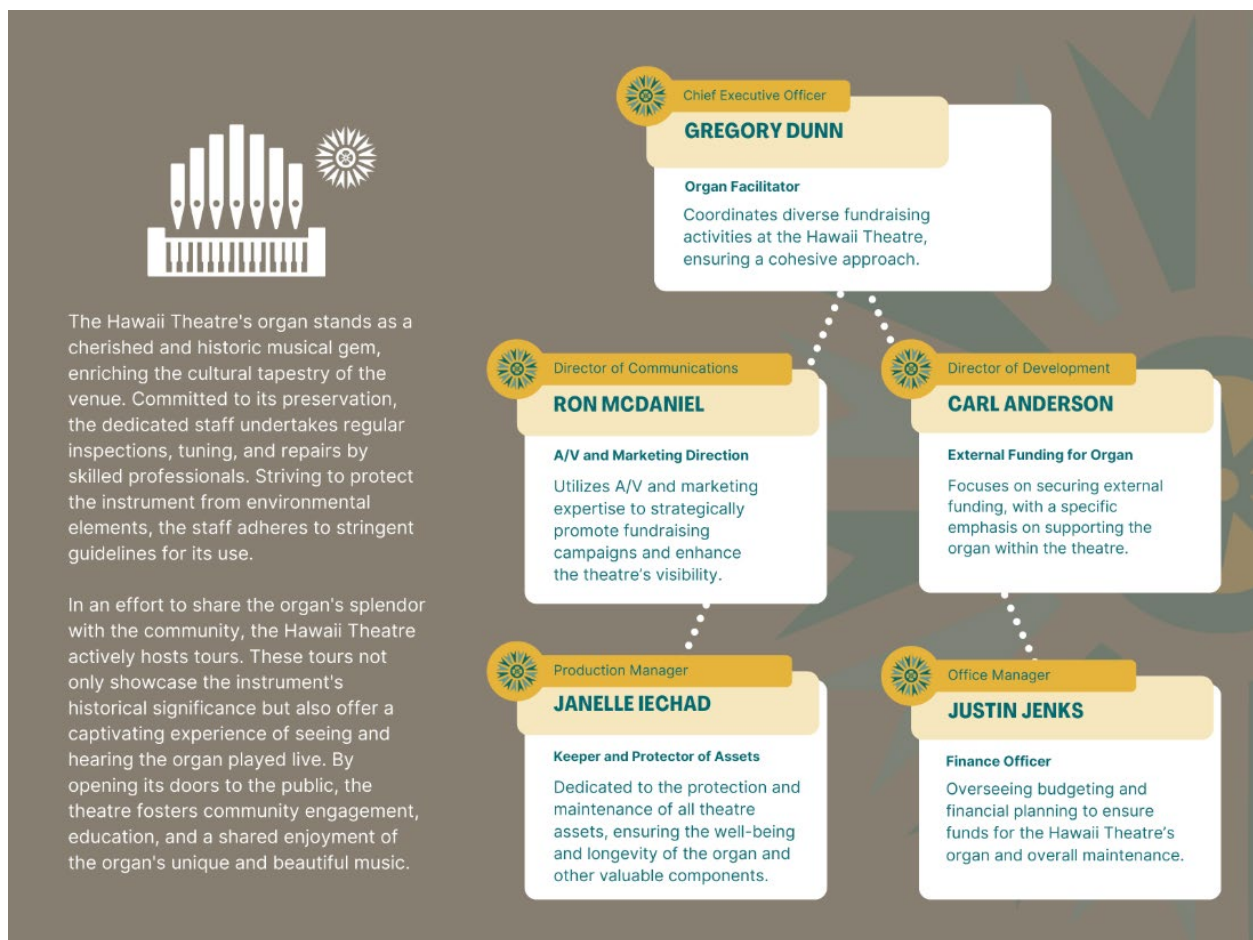 The Hawaii Theatre's organ stands as a
cherished and historic musical gem,
enriching the cultural tapestry of the
venue. Committed to its preservation,
the dedicated staff undertakes regular
inspections, tuning, and repairs by
skilled professionals. Striving to protect
the instrument from environmental
elements, the staff adheres to stringent
guidelines for its use.
In an effort to share the organ's splendor
with the community, the Hawaii Theatre
actively hosts tours. These tours not
only showcase the instrument's
historical significance but also offer a
captivating experience of seeing and
hearing the organ played live. By
opening its doors to the public, the
theatre fosters community engagement,
education, and a shared enjoyment of
the organ's unique and beautiful music.
Chief Executive Officer
GREGORY DUNN
Organ Facilitator
Coordinates diverse fundraising
activities at the Hawaii Theatre,
ensuring a cohesive approach.
Director of Communications
RON MCDANIEL
A/V and Marketing Direction
Utilizes A/V and marketing
expertise to strategically
promote fundraising
campaigns and enhance
the theatre's visibility.
Director of Development
CARL ANDERSON
External Funding for Organ
Focuses on securing external
funding, with a specific
emphasis on supporting the
organ within the theatre.
Production Manager
JANELLE IECHAD
Keeper and Protector of Assets
Dedicated to the protection and
maintenance of all theatre
assets, ensuring the well-being
and longevity of the organ and
other valuable components.
Office Manager
JUSTIN JENKS
Finance Officer
Overseeing budgeting and
financial planning to ensure
funds for the Hawaii Theatre's
organ and overall maintenance.